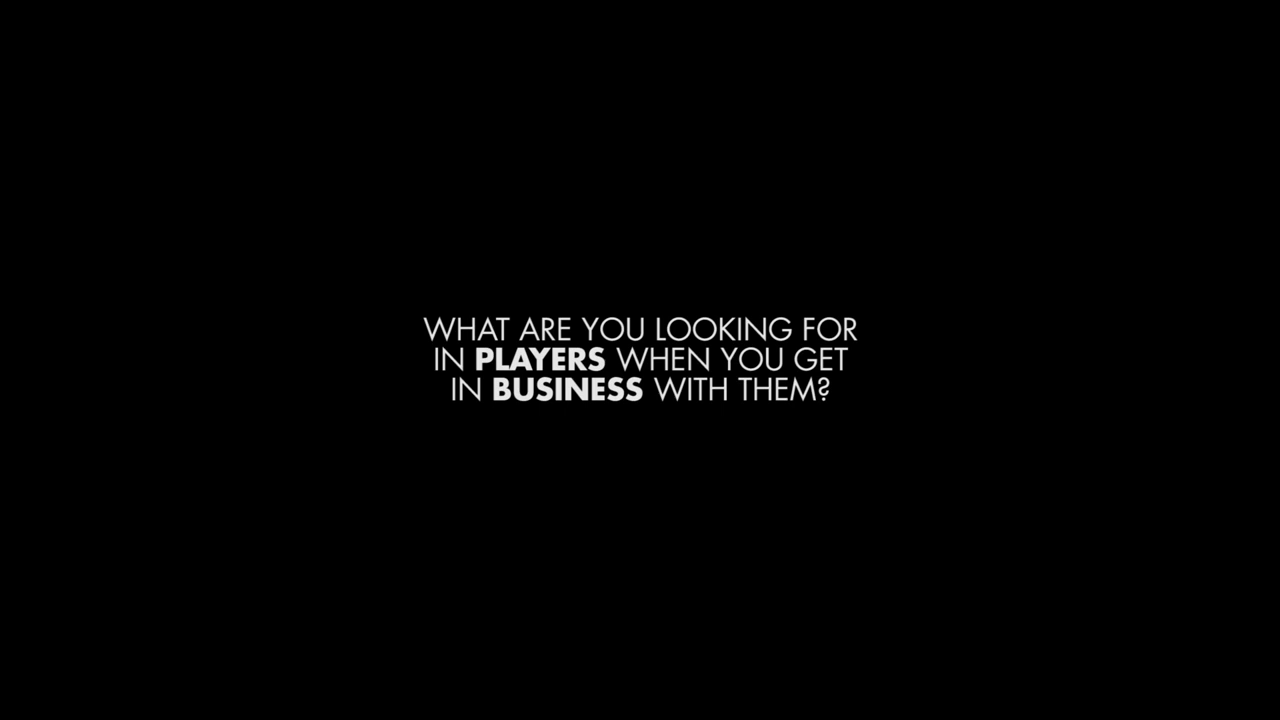 WHAT ARE YOU LOOKING FOR
IN PLAYERS WHEN YOU GET
IN BUSINESS WITH THEM?